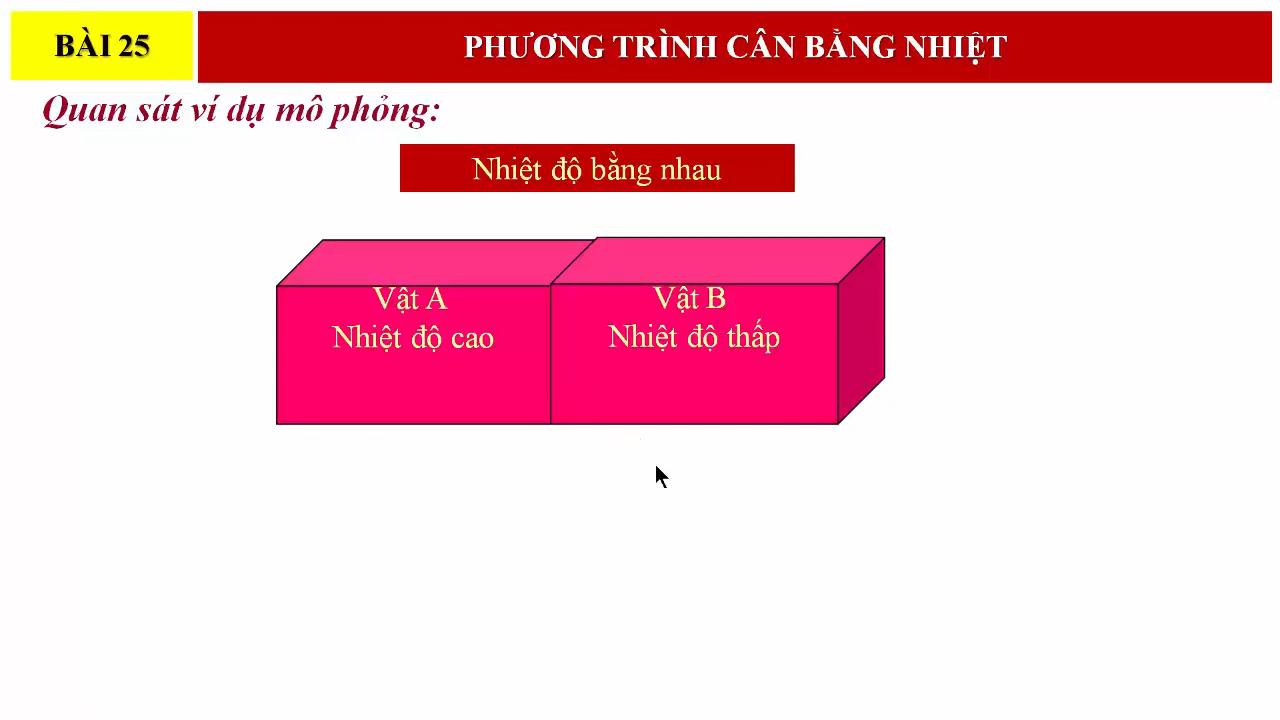 BÀI 25
PHƯƠNG TRÌNH CÂN BẰNG NHIỆT
Quan sát ví dụ mô phỏng:
Nhiệt độ bằng nhau
Vật A
Nhiệt độ cao
Vật B
Nhiệt độ thấp